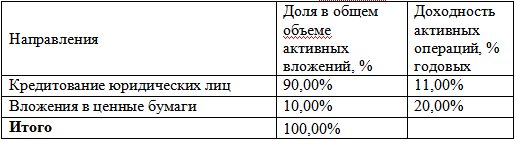 Направления
Доля в общем
объеме
активных
вложений, %
Доходность
активных
операций, %
годовых
Кредитование юридических лиц 90,00% 11,00%
Вложения в ценные бумаги 10,00% 20,00%
Итого 100,00%